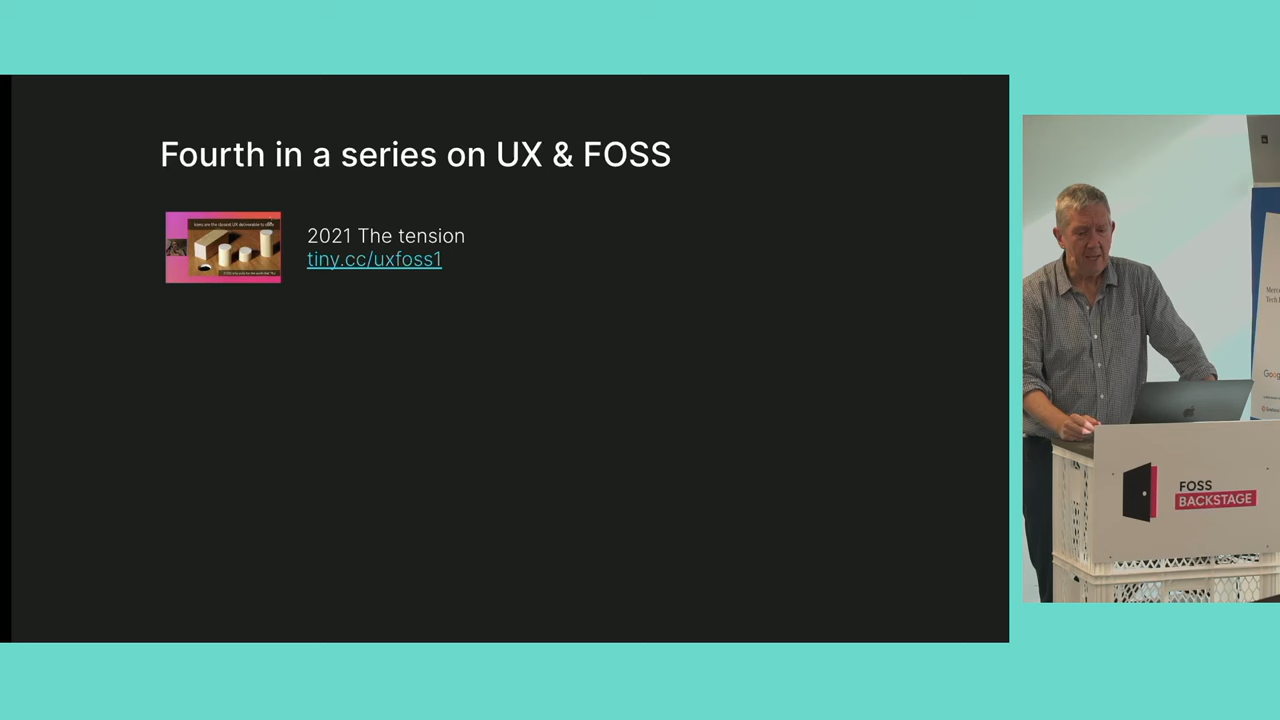 Fourth in a series on UX & FOSS
2021 The tension
tiny.cc/uxfoss1
FOSS
BACKSTAGE